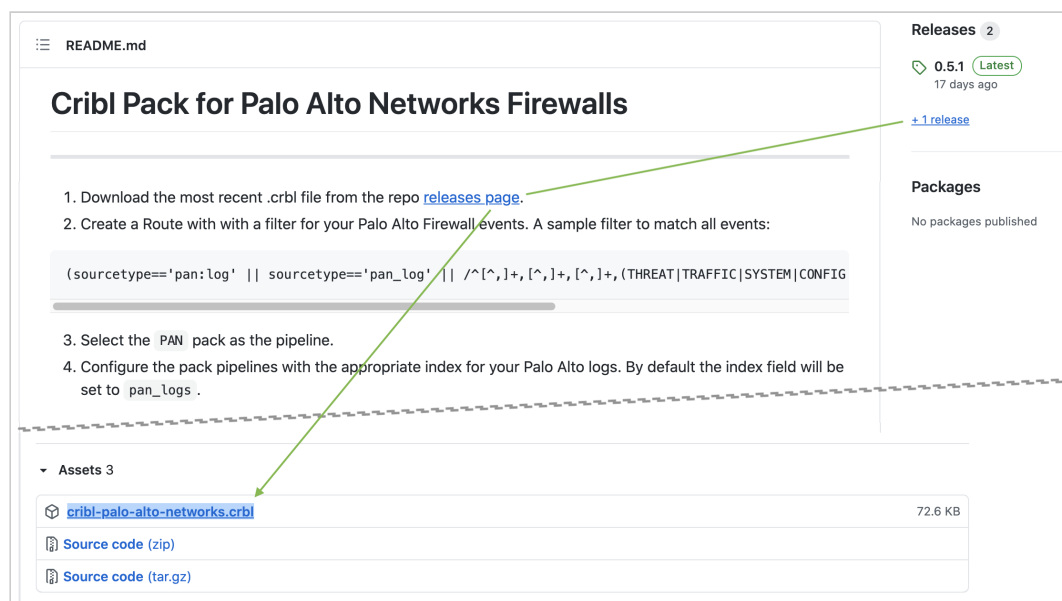 README.md
Cribl Pack for Palo Alto Networks Firewalls
1. Download the most recent .crbl file from the repo releases page.
2. Create a Route with with a filter for your Palo Alto Firewall events. A sample filter to match all events:
(sourcetype=='pan:log' || sourcetype=='pan_log' || /^[^,]+,[^,]+,[^,]+,(THREAT|TRAFFIC|SYSTEM|CONFIG
3. Select the PAN pack as the pipeline.
4. Configure the pack pipelines with the appropriate index for your Palo Alto logs. By default the index field will be
set to pan_logs .
Releases 2
0.5.1 Latest
17 days ago
+ 1 release
Packages
No packages published
Assets 3
cribl-palo-alto-networks.crbl 72.6 KB
Source code (zip)
Source code (tar.gz)